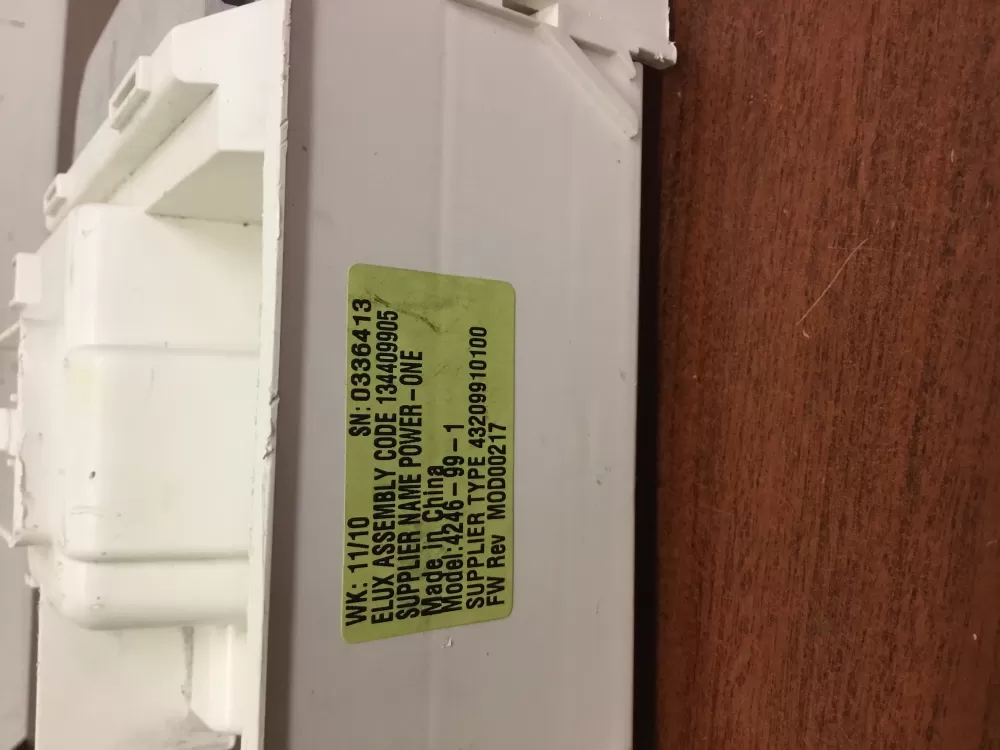 WK: 11/10 SN: 0336413
ELUX ASSEMBLY CODE 134409905
SUPPLIER NAME POWER-ONE
Made in China
Model:4246-99-1
SUPPLIER TYPE 43209910100
FW Rev MOD00217